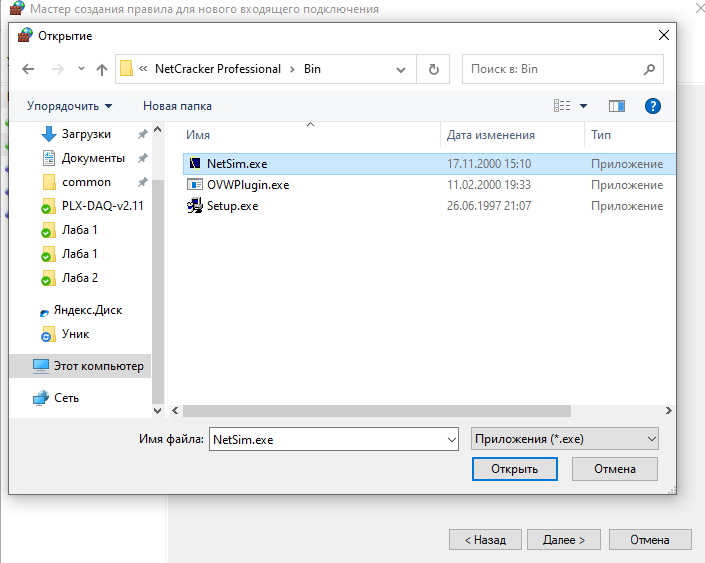 Мастер создания правила для нового входящего подключения
Открытие
« NetCracker Professional > Bin
Поиск в: Bin
Упорядочить
Новая папка
Имя Дата изменения Тип
Загрузки
Документы
common
PLX-DAQ-v2.11
Лаба 1
Лаба 1
Лаба 2
Яндекс.Диск
Уник
Этот компьютер
Сеть
NetSim.exe 17.11.2000 15:10 Приложение
OVWPlugin.exe 11.02.2000 19:33 Приложение
Setup.exe 26.06.1997 21:07 Приложение
Имя файла: NetSim.exe
Приложения (*.exe)
Открыть
Отмена
< Назад
Далее >
Отмена